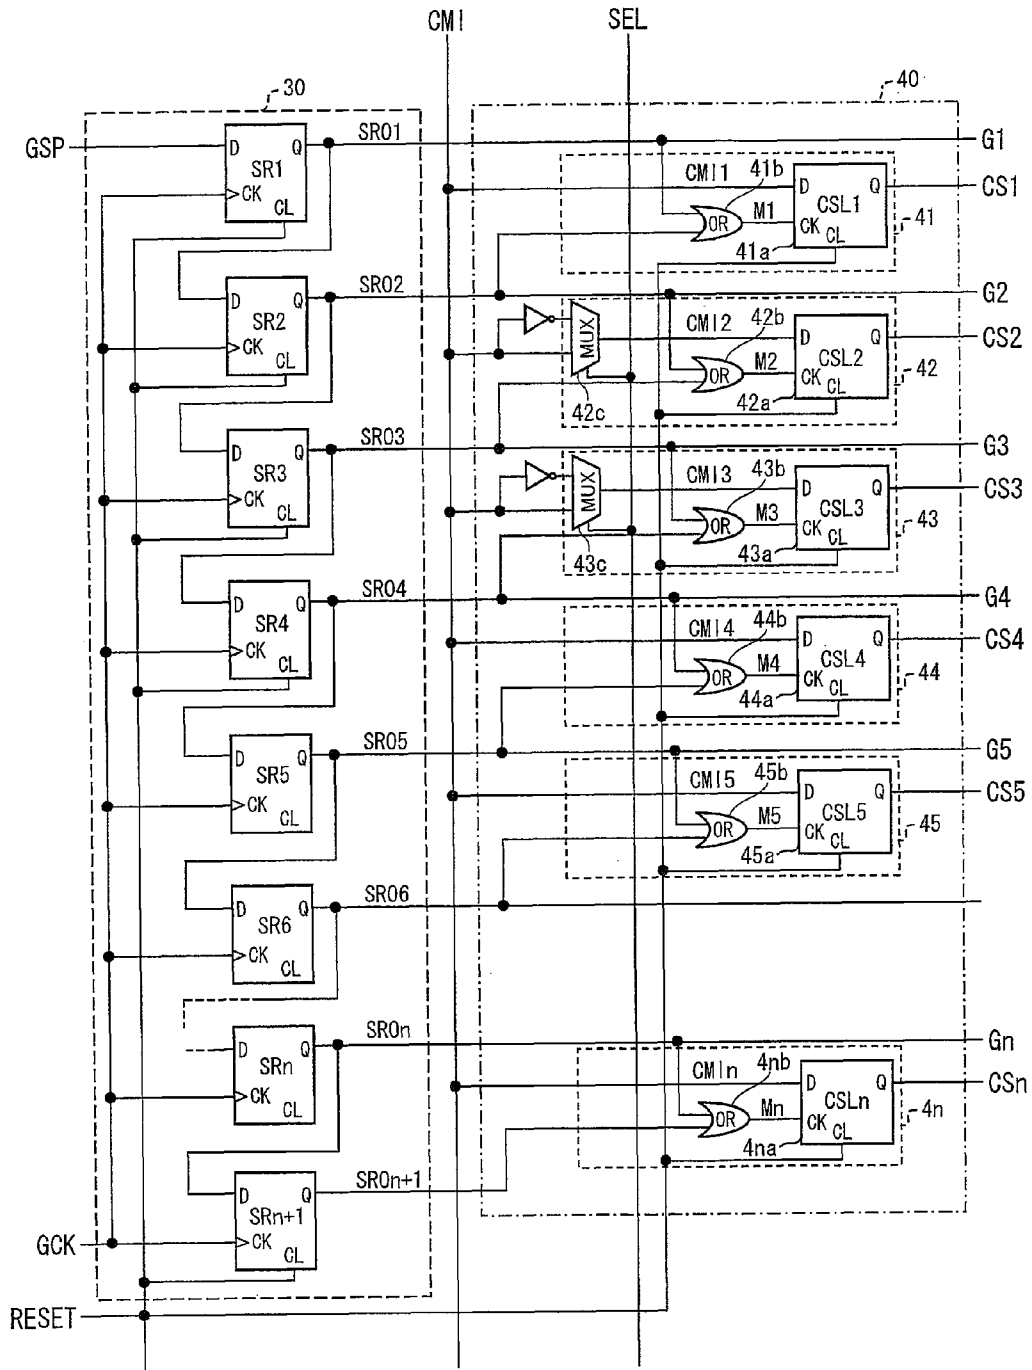 CMI SEL
30 40
GSP D Q SR1 CK CL SRO1 G1
CMI1 41b D Q CSL1 CS1
OR M1 CK CL 41a 41
D Q SR2 CK CL SRO2 G2
MUX CMI2 42b D Q CSL2 CS2
OR M2 CK CL 42c 42a 42
D Q SR3 CK CL SRO3 G3
MUX CMI3 43b D Q CSL3 CS3
OR M3 CK CL 43c 43a 43
D Q SR4 CK CL SRO4 G4
CMI4 44b D Q CSL4 CS4
OR M4 CK CL 44a 44
D Q SR5 CK CL SRO5 G5
CMI5 45b D Q CSL5 CS5
OR M5 CK CL 45a 45
D Q SR6 CK CL SRO6
D Q SRn CK CL SROn Gn
CMIn 4nb D Q CSLn CSn
OR Mn CK CL 4na 4n
D Q SRn+1 CK CL SROn+1
GCK
RESET